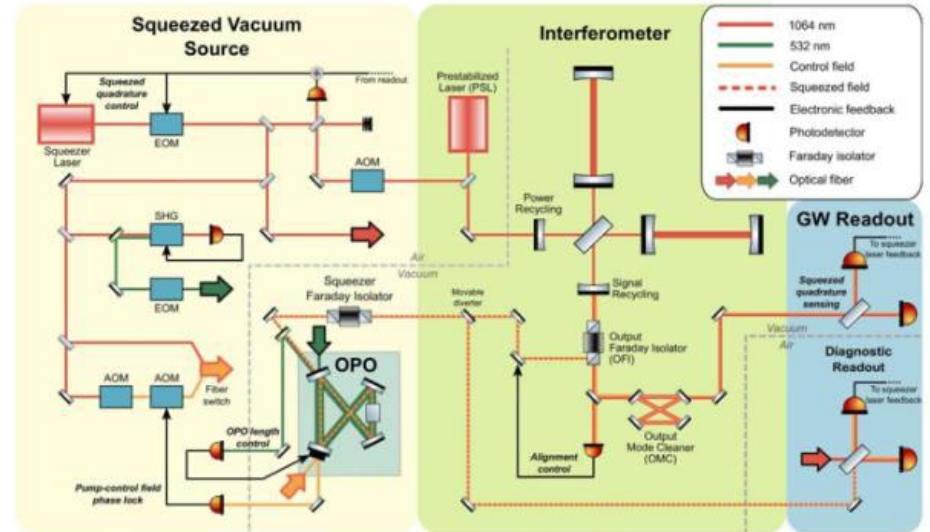 Squeezed Vacuum
Source
Interferometer
1064 nm
532 nm
Control field
Squeezed field
Electronic feedback
Photodetector
Faraday isolator
Optical fiber
Squeezed
quadrature
control
From readout
Squeezer
Laser
EOM
AOM
Prestabilized
Laser (PSL)
Power
Recycling
SHG
EOM
Air
Vacuum
Squeezer
Faraday Isolator
Movable
diverter
Signal
Recycling
Output
Faraday Isolator
(OFI)
OPO
AOM
AOM
Fiber
switch
OPO length
control
Pump-control field
phase lock
Alignment
control
Output
Mode Cleaner
(OMC)
GW Readout
To squeezer
laser feedback
Squeezed
quadrature
sensing
Vacuum
Air
Diagnostic
Readout
To squeezer
laser feedback